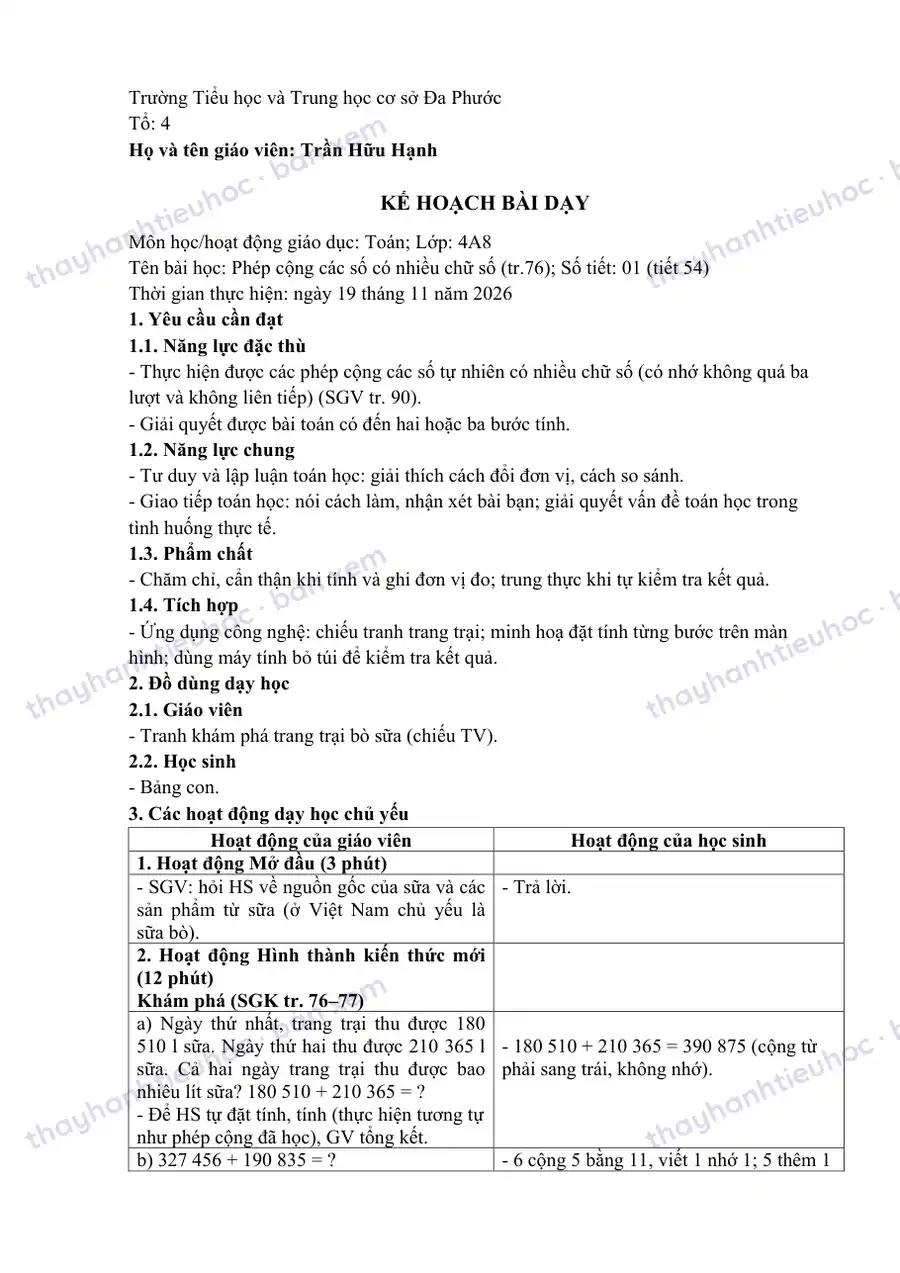 Trường Tiểu học và Trung học cơ sở Đa Phước
Tổ: 4
Họ và tên giáo viên: Trần Hữu Hạnh
KẾ HOẠCH BÀI DẠY
Môn học/hoạt động giáo dục: Toán; Lớp: 4A8
Tên bài học: Phép cộng các số có nhiều chữ số (tr.76); Số tiết: 01 (tiết 54)
Thời gian thực hiện: ngày 19 tháng 11 năm 2026
1. Yêu cầu cần đạt
1.1. Năng lực đặc thù
- Thực hiện được các phép cộng các số tự nhiên có nhiều chữ số (có nhớ không quá ba
lượt và không liên tiếp) (SGV tr. 90).
- Giải quyết được bài toán có đến hai hoặc ba bước tính.
1.2. Năng lực chung
- Tư duy và lập luận toán học: giải thích cách đổi đơn vị, cách so sánh.
- Giao tiếp toán học: nói cách làm, nhận xét bài bạn; giải quyết vấn đề toán học trong
tình huống thực tế.
1.3. Phẩm chất
- Chăm chỉ, cẩn thận khi tính và ghi đơn vị đo; trung thực khi tự kiểm tra kết quả.
1.4. Tích hợp
- Ứng dụng công nghệ: chiếu tranh trang trại; minh hoạ đặt tính từng bước trên màn
hình; dùng máy tính bỏ túi để kiểm tra kết quả.
2. Đồ dùng dạy học
2.1. Giáo viên
- Tranh khám phá trang trại bò sữa (chiếu TV).
2.2. Học sinh
- Bảng con.
3. Các hoạt động dạy học chủ yếu
Hoạt động của giáo viên
Hoạt động của học sinh
1. Hoạt động Mở đầu (3 phút)
- SGV: hỏi HS về nguồn gốc của sữa và các
sản phẩm từ sữa (ở Việt Nam chủ yếu là
sữa bò).
- Trả lời.
2. Hoạt động Hình thành kiến thức mới
(12 phút)
Khám phá (SGK tr. 76–77)
a) Ngày thứ nhất, trang trại thu được 180
510 l sữa. Ngày thứ hai thu được 210 365 l
sữa. Cả hai ngày trang trại thu được bao
nhiêu lít sữa? 180 510 + 210 365 = ?
- Để HS tự đặt tính, tính (thực hiện tương tự
như phép cộng đã học), GV tổng kết.
- 180 510 + 210 365 = 390 875 (cộng từ
phải sang trái, không nhớ).
b) 327 456 + 190 835 = ?
- 6 cộng 5 bằng 11, viết 1 nhớ 1; 5 thêm 1
thayhanhtieuhoc · bản xem
thayhanhtieuhoc · b
thayhanhtieuhoc · bản xem
thayhanhtieuhoc · b
thayhanhtieuhoc · bản xem
thayhanhtieuhoc · b